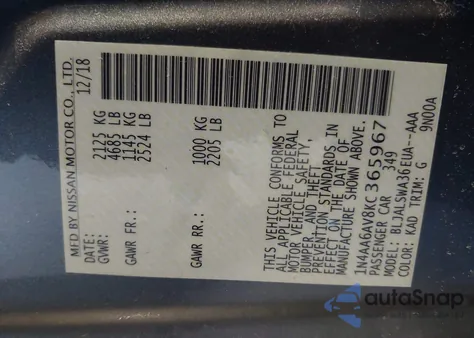 MFD BY NISSAN MOTOR CO., LTD.
DATE: 12/18
GVWR: 2125 KG
4685 LB
GAWR FR: 1145 KG
2524 LB
GAWR RR: 1000 KG
2205 LB
THIS VEHICLE CONFORMS TO
ALL APPLICABLE FEDERAL
MOTOR VEHICLE SAFETY,
BUMPER, AND THEFT
PREVENTION STANDARDS IN
EFFECT ON THE DATE OF
MANUFACTURE SHOWN ABOVE.
1N4AA6AV8KC365967
PASSENGER CAR 349
MODEL: BLJALSWA36EUA--AAA
COLOR: KAD TRIM: G 9N00A
autoSnap